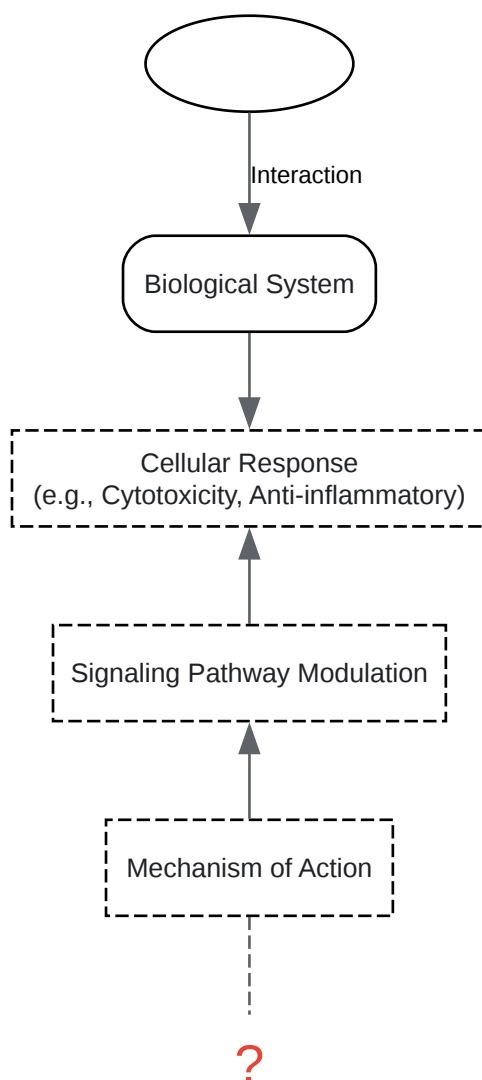 Interaction
Biological System
Cellular Response
(e.g., Cytotoxicity, Anti-inflammatory)
Signaling Pathway Modulation
Mechanism of Action
?